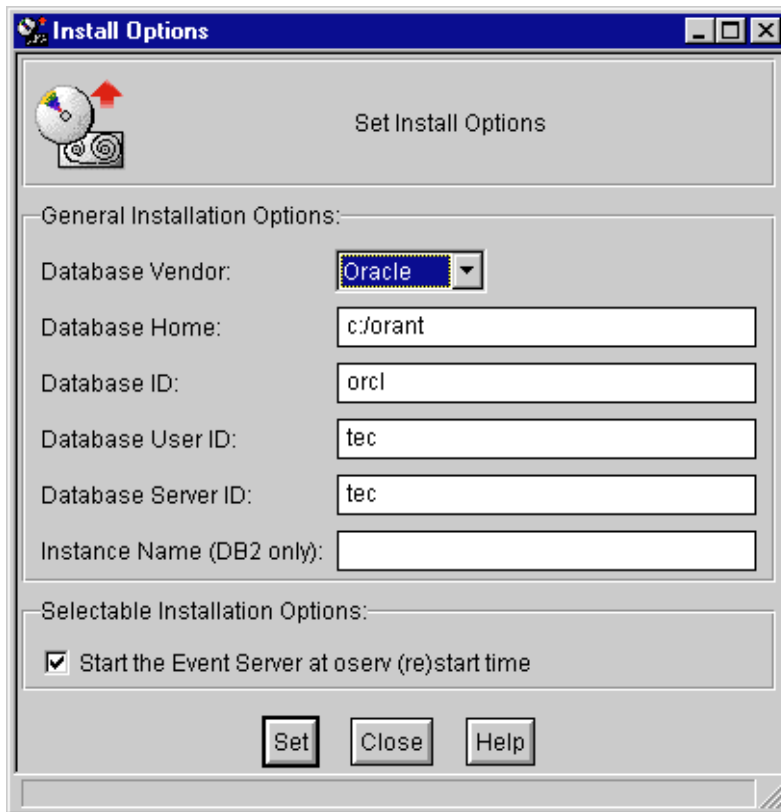 Install Options
Set Install Options
General Installation Options:
Database Vendor: Oracle
Database Home: c:/orant
Database ID: orcl
Database User ID: tec
Database Server ID: tec
Instance Name (DB2 only):
Selectable Installation Options:
Start the Event Server at oserv (re)start time
Set Close Help